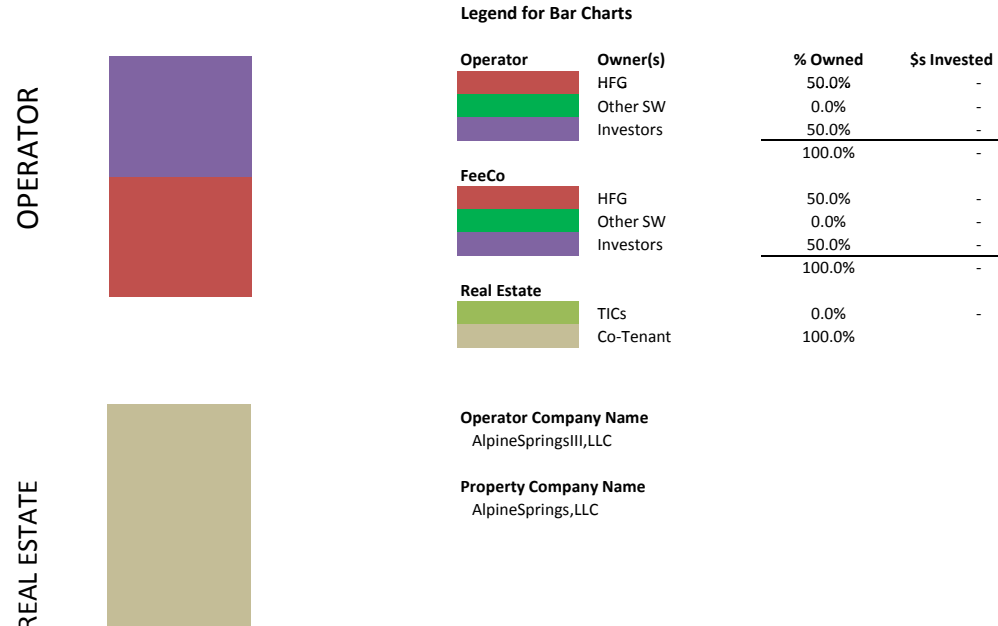 Legend for Bar Charts
Operator Owner(s) % Owned $s Invested
HFG 50.0% -
Other SW 0.0% -
Investors 50.0% -
100.0% -
FeeCo
HFG 50.0% -
Other SW 0.0% -
Investors 50.0% -
100.0% -
Real Estate
TICs 0.0% -
Co-Tenant 100.0%
OPERATOR
Operator Company Name
AlpineSpringsIII,LLC
Property Company Name
AlpineSprings,LLC
REAL ESTATE